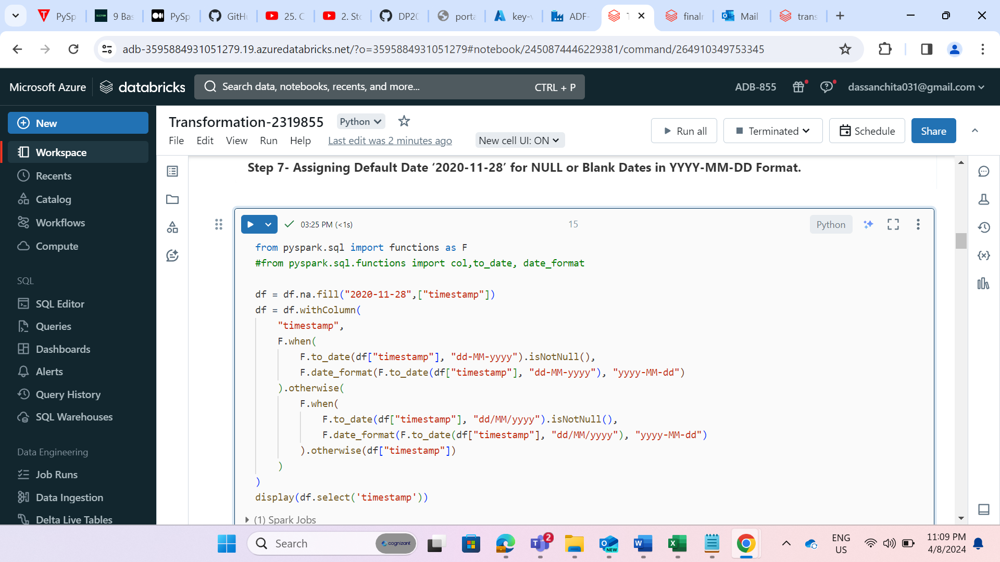 PySp
9 Bas
PySp
GitHu
25. C
2. Sto
DP20
porta
key-v
ADF-
T
finalr
Mail
trans
adb-3595884931051279.19.azuredatabricks.net/?o=3595884931051279#notebook/2450874446229381/command/264910349753345
Microsoft Azure
databricks
Search data, notebooks, recents, and more...
CTRL + P
ADB-855
dassanchita031@gmail.com
New
Workspace
Recents
Catalog
Workflows
Compute
SQL
SQL Editor
Queries
Dashboards
Alerts
Query History
SQL Warehouses
Data Engineering
Job Runs
Data Ingestion
Delta Live Tables
Transformation-2319855
Python
File Edit View Run Help Last edit was 2 minutes ago New cell UI: ON
Run all
Terminated
Schedule
Share
Step 7- Assigning Default Date ‘2020-11-28’ for NULL or Blank Dates in YYYY-MM-DD Format.
03:25 PM (<1s)
15
Python
from pyspark.sql import functions as F
#from pyspark.sql.functions import col,to_date, date_format
df = df.na.fill("2020-11-28",["timestamp"])
df = df.withColumn(
"timestamp",
F.when(
F.to_date(df["timestamp"], "dd-MM-yyyy").isNotNull(),
F.date_format(F.to_date(df["timestamp"], "dd-MM-yyyy"), "yyyy-MM-dd")
).otherwise(
F.when(
F.to_date(df["timestamp"], "dd/MM/yyyy").isNotNull(),
F.date_format(F.to_date(df["timestamp"], "dd/MM/yyyy"), "yyyy-MM-dd")
).otherwise(df["timestamp"])
)
)
display(df.select('timestamp'))
(1) Spark Jobs
Search
cognizant
2
NEW
ENG
US
11:09 PM
4/8/2024